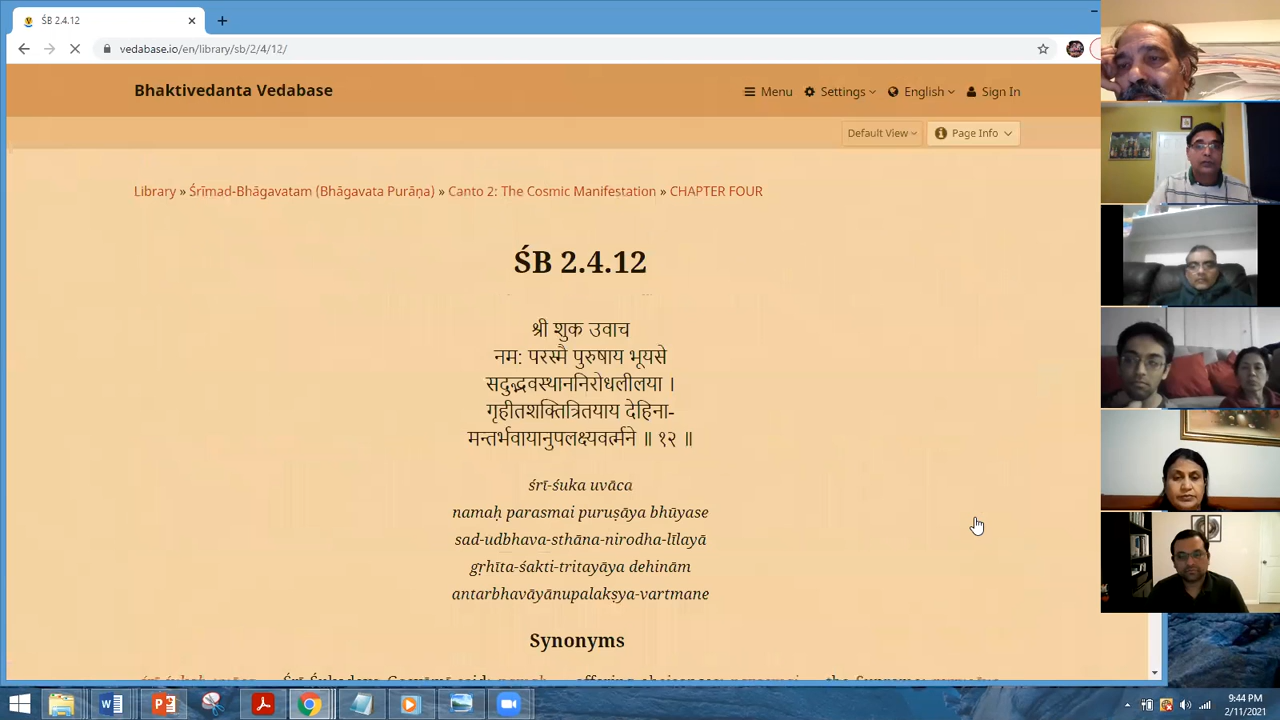 ŚB 2.4.12
vedabase.io/en/library/sb/2/4/12/
Bhaktivedanta Vedabase
Menu Settings English Sign In
Default View Page Info
Library » Śrīmad-Bhāgavatam (Bhāgavata Purāṇa) » Canto 2: The Cosmic Manifestation » CHAPTER FOUR
ŚB 2.4.12
श्री शुक उवाच
नम: परस्मै पुरुषाय भूयसे
सदुद्भवस्थाननिरोधलीलया ।
गृहीतशक्तित्रितयाय देहिना-
मन्तर्भवायानुपलक्ष्यवर्त्मने ॥ १२ ॥
śrī-śuka uvāca
namaḥ parasmai puruṣāya bhūyase
sad-udbhava-sthāna-nirodha-līlayā
gṛhīta-śakti-tritayāya dehinām
antarbhavāyānupalakṣya-vartmane
Synonyms
9:44 PM
2/11/2021